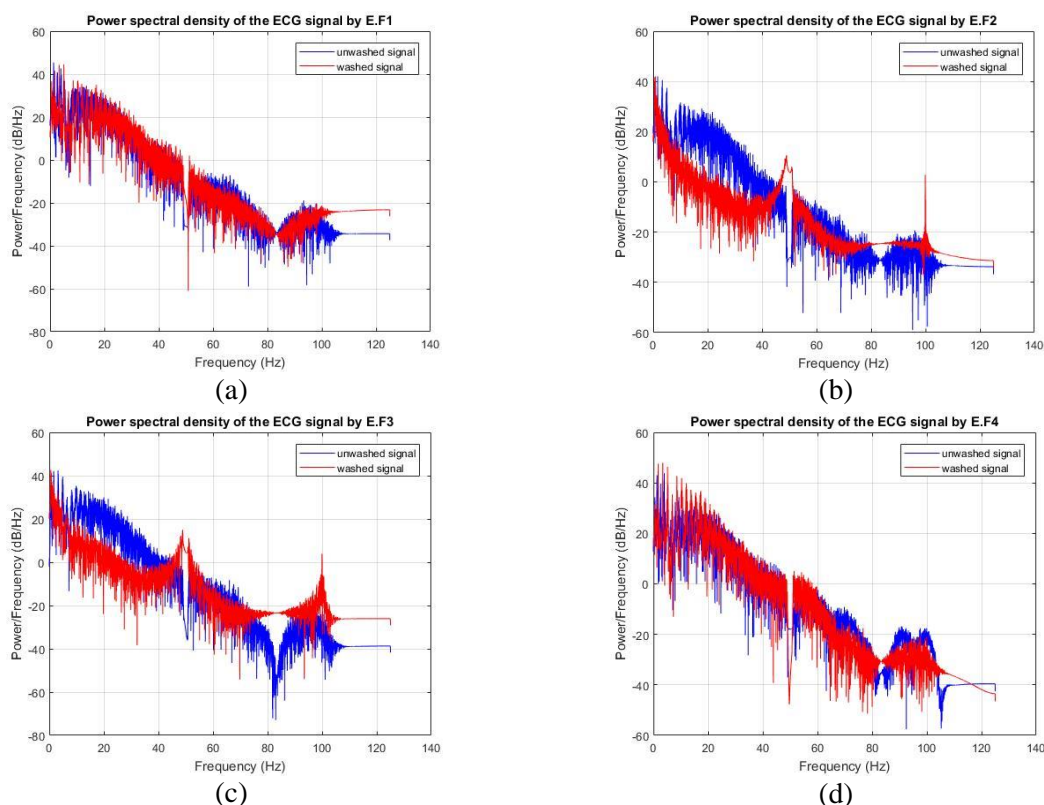 Power spectral density of the ECG signal by E.F1
60
40
20
0
-20
-40
-60
-80
Power/Frequency (dB/Hz)
unwashed signal
washed signal
0 20 40 60 80 100 120 140
Frequency (Hz)
(a)
Power spectral density of the ECG signal by E.F2
60
40
20
0
-20
-40
-60
Power/Frequency (dB/Hz)
unwashed signal
washed signal
0 20 40 60 80 100 120 140
Frequency (Hz)
(b)
Power spectral density of the ECG signal by E.F3
60
40
20
0
-20
-40
-60
-80
Power/Frequency (dB/Hz)
unwashed signal
washed signal
0 20 40 60 80 100 120 140
Frequency (Hz)
(c)
Power spectral density of the ECG signal by E.F4
60
40
20
0
-20
-40
-60
Power/Frequency (dB/Hz)
unwashed signal
washed signal
0 20 40 60 80 100 120 140
Frequency (Hz)
(d)